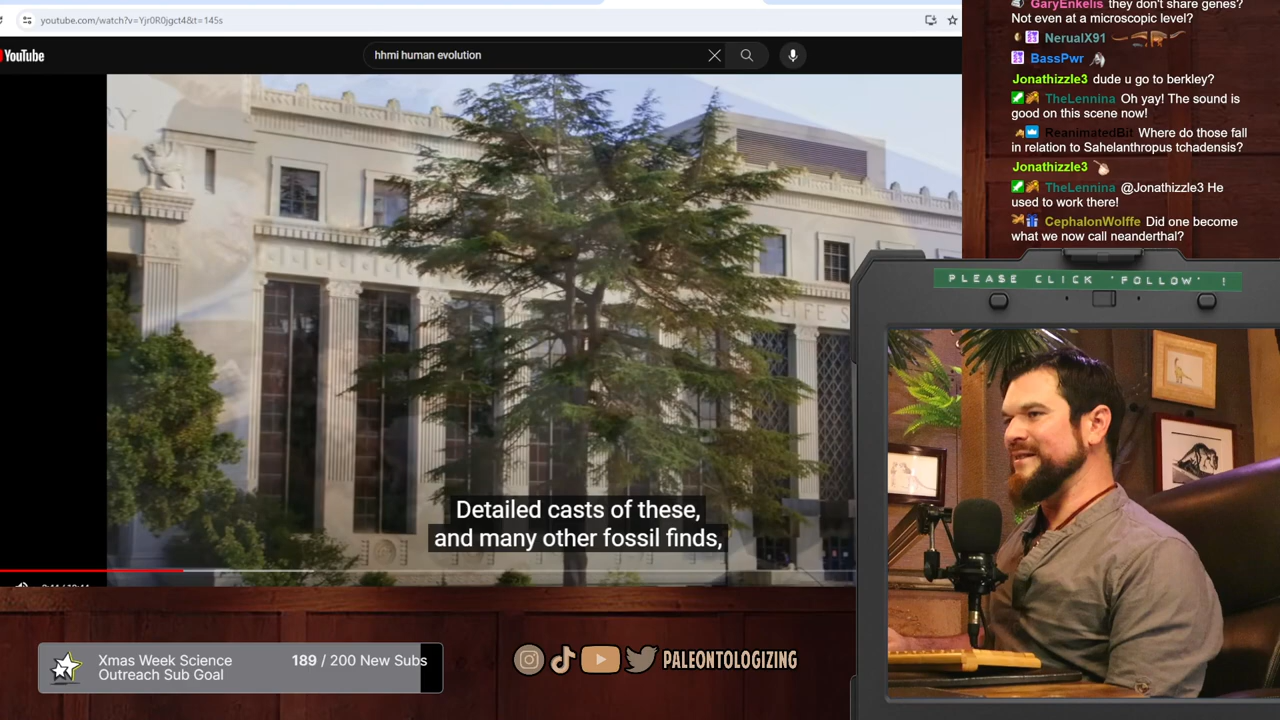 youtube.com/watch?v=Yjr0R0jgct4&t=145s
YouTube
hhmi human evolution
RY
LIFE S
Detailed casts of these,
and many other fossil finds,
GaryEnkelis they don't share genes?
Not even at a microscopic level?
NerualX91
BassPwr
Jonathizzle3 dude u go to berkley?
TheLennina Oh yay! The sound is
good on this scene now!
ReanimatedBit Where do those fall
in relation to Sahelanthropus tchadensis?
Jonathizzle3
TheLennina @Jonathizzle3 He
used to work there!
CephalonWolffe Did one become
what we now call neanderthal?
PLEASE CLICK 'FOLLOW' !
Xmas Week Science
Outreach Sub Goal
189 / 200 New Subs
PALEONTOLOGIZING